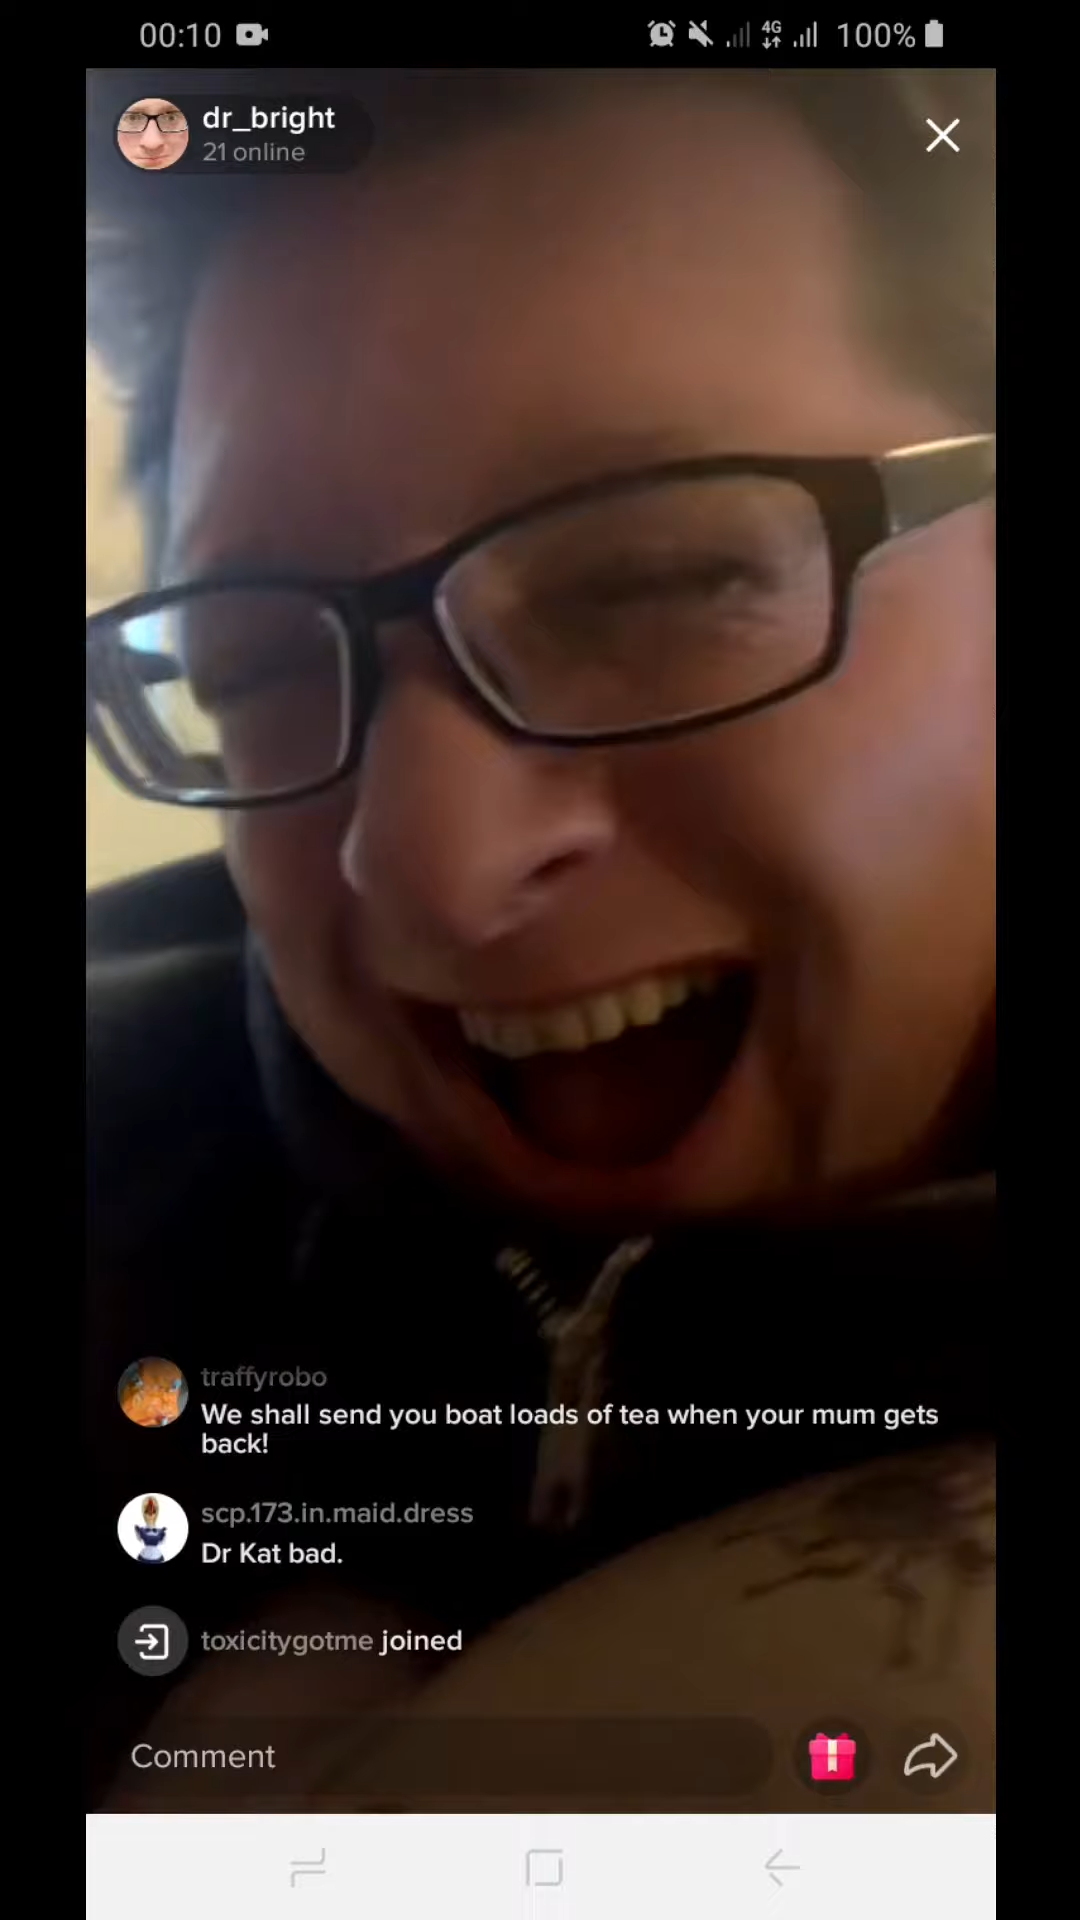 00:10
4G
100%
dr_bright
21 online
traffyrobo
We shall send you boat loads of tea when your mum gets
back!
scp.173.in.maid.dress
Dr Kat bad.
toxicitygotme joined
Comment